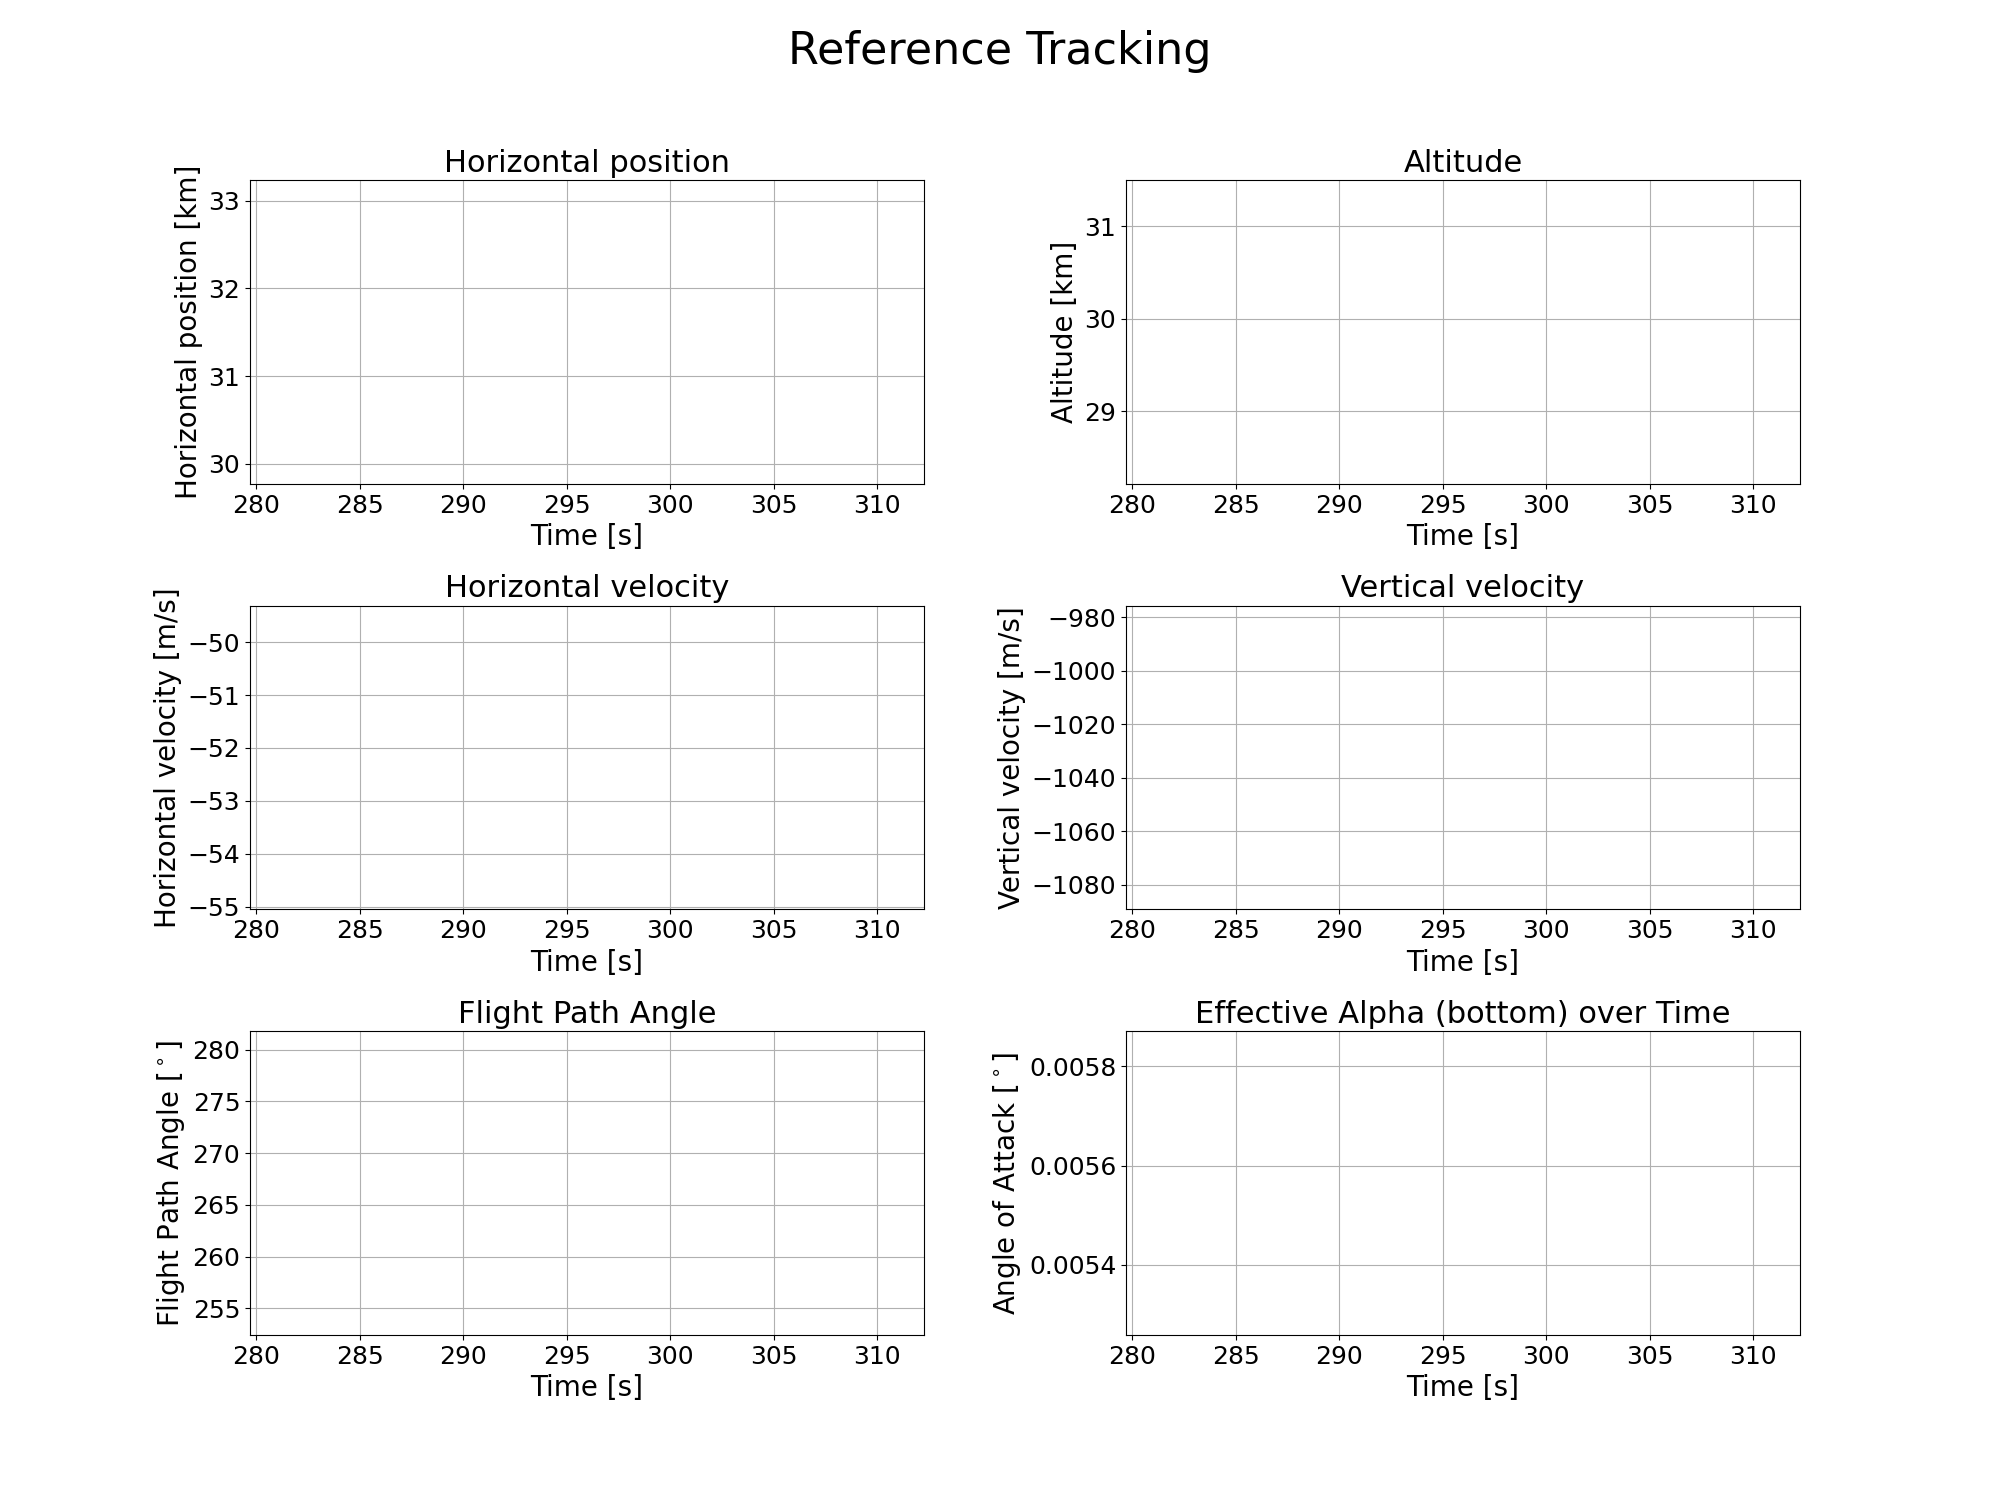 Reference Tracking
Horizontal position
Horizontal position [km]
33
32
31
30
280 285 290 295 300 305 310
Time [s]
Altitude
Altitude [km]
31
30
29
280 285 290 295 300 305 310
Time [s]
Horizontal velocity
Horizontal velocity [m/s]
−50
−51
−52
−53
−54
−55
280 285 290 295 300 305 310
Time [s]
Vertical velocity
Vertical velocity [m/s]
−980
−1000
−1020
−1040
−1060
−1080
280 285 290 295 300 305 310
Time [s]
Flight Path Angle
Flight Path Angle [°]
280
275
270
265
260
255
280 285 290 295 300 305 310
Time [s]
Effective Alpha (bottom) over Time
Angle of Attack [°]
0.0058
0.0056
0.0054
280 285 290 295 300 305 310
Time [s]